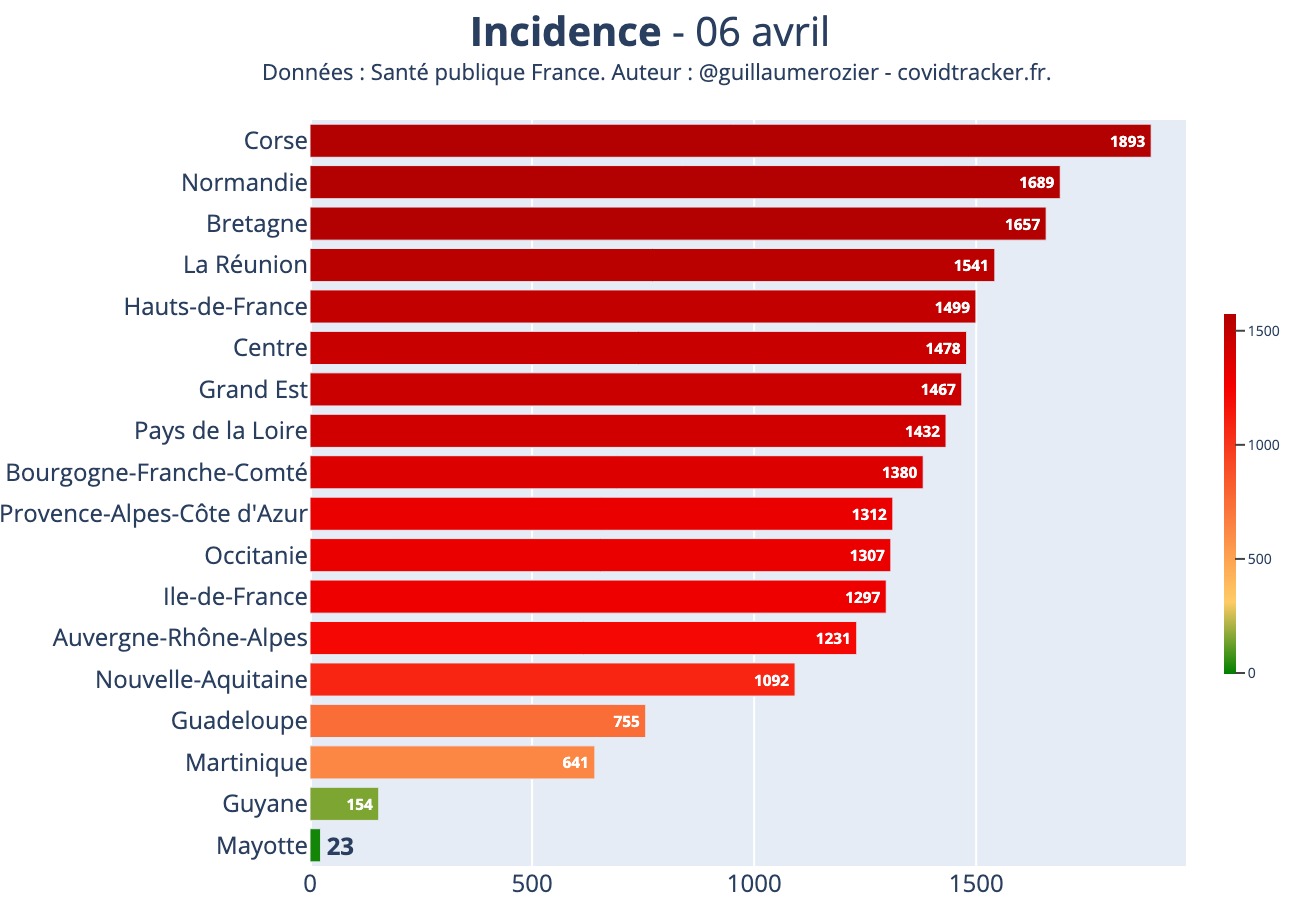 Incidence - 06 avril
Données : Santé publique France. Auteur : @guillaumerozier - covidtracker.fr.
Corse 1893
Normandie 1689
Bretagne 1657
La Réunion 1541
Hauts-de-France 1499
Centre 1478
Grand Est 1467
Pays de la Loire 1432
Bourgogne-Franche-Comté 1380
Provence-Alpes-Côte d'Azur 1312
Occitanie 1307
Ile-de-France 1297
Auvergne-Rhône-Alpes 1231
Nouvelle-Aquitaine 1092
Guadeloupe 755
Martinique 641
Guyane 154
Mayotte 23
0 500 1000 1500
1500
1000
500
0